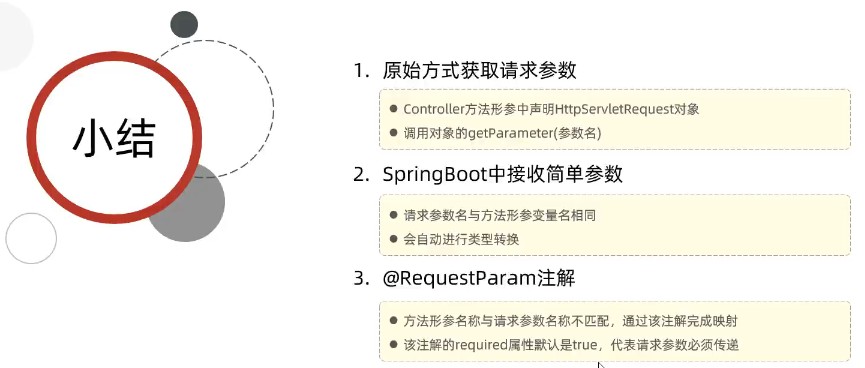 小结
1. 原始方式获取请求参数
● Controller方法形参中声明HttpServletRequest对象
● 调用对象的getParameter(参数名)
2. SpringBoot中接收简单参数
● 请求参数名与方法形参变量名相同
● 会自动进行类型转换
3. @RequestParam注解
● 方法形参名称与请求参数名称不匹配，通过该注解完成映射
● 该注解的required属性默认是true，代表请求参数必须传递